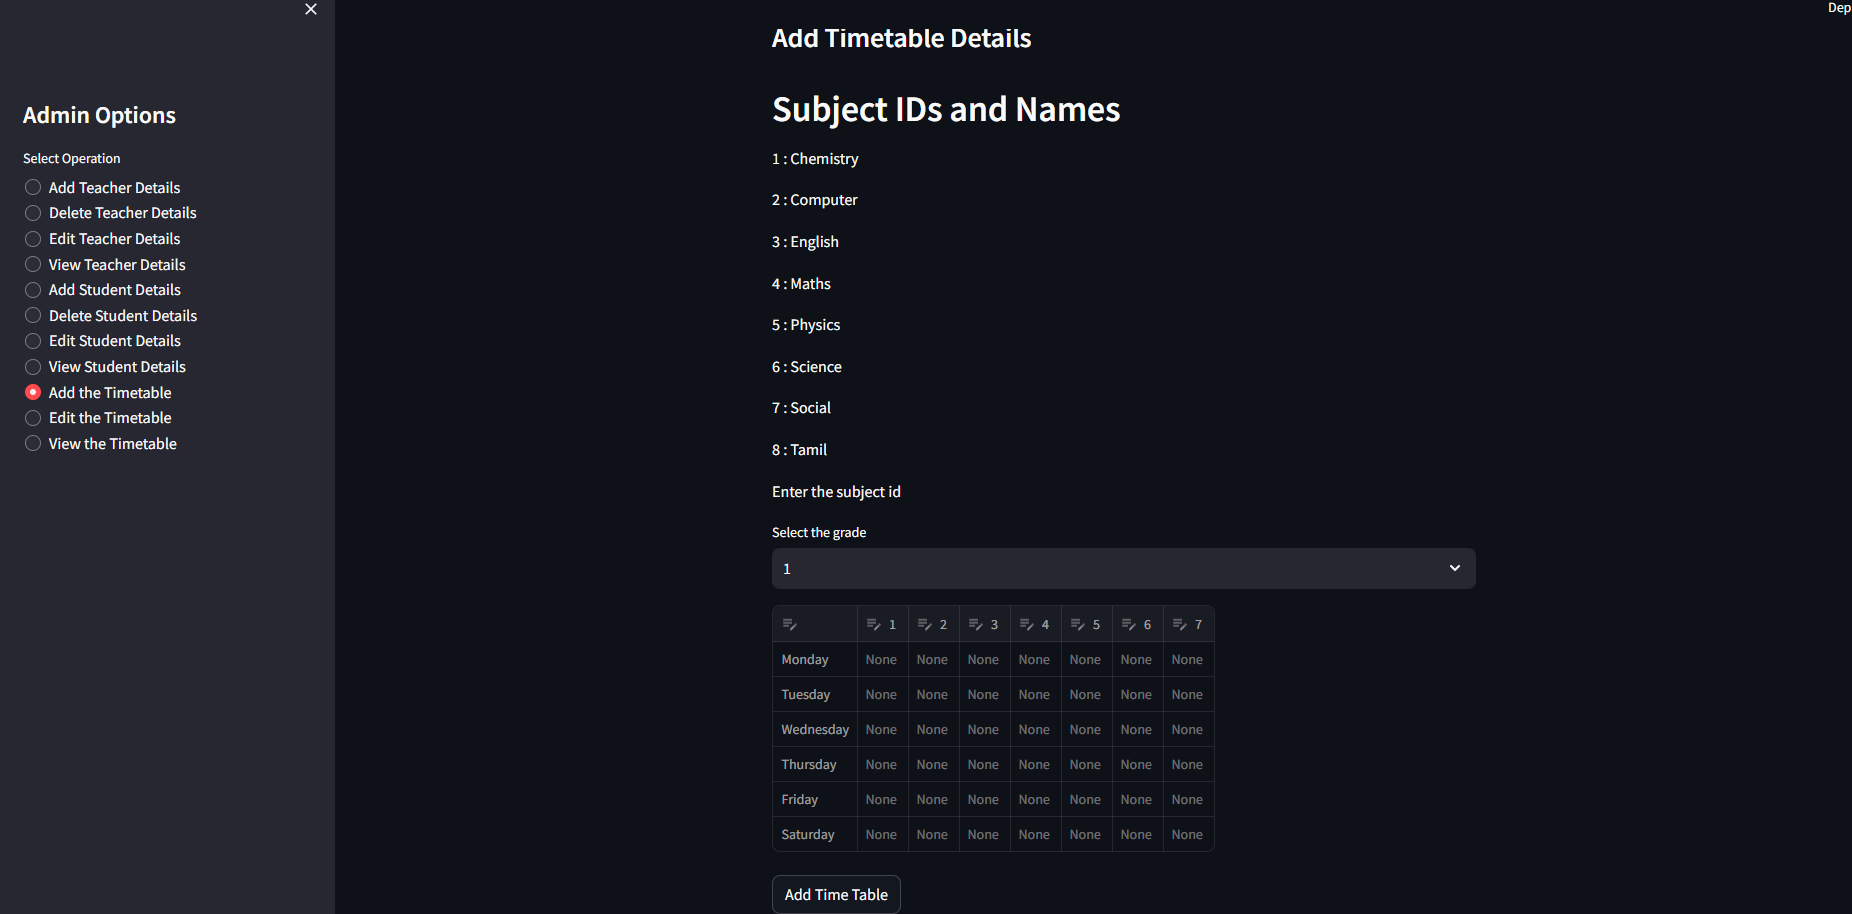 Dep
Admin Options
Select Operation
Add Teacher Details
Delete Teacher Details
Edit Teacher Details
View Teacher Details
Add Student Details
Delete Student Details
Edit Student Details
View Student Details
Add the Timetable
Edit the Timetable
View the Timetable
Add Timetable Details
Subject IDs and Names
1 : Chemistry
2 : Computer
3 : English
4 : Maths
5 : Physics
6 : Science
7 : Social
8 : Tamil
Enter the subject id
Select the grade
1
1 2 3 4 5 6 7
Monday None None None None None None None
Tuesday None None None None None None None
Wednesday None None None None None None None
Thursday None None None None None None None
Friday None None None None None None None
Saturday None None None None None None None
Add Time Table